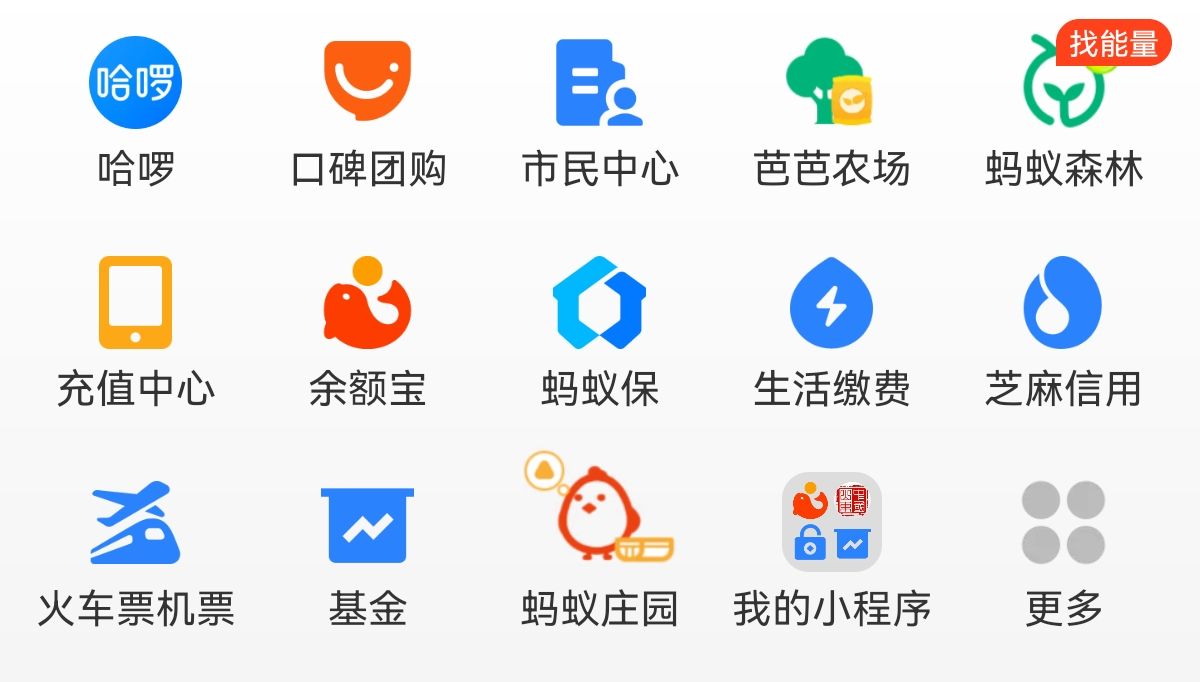 找能量
哈啰
哈啰 口碑团购 市民中心 芭芭农场 蚂蚁森林
充值中心 余额宝 蚂蚁保 生活缴费 芝麻信用
火车票机票 基金 蚂蚁庄园 我的小程序 更多